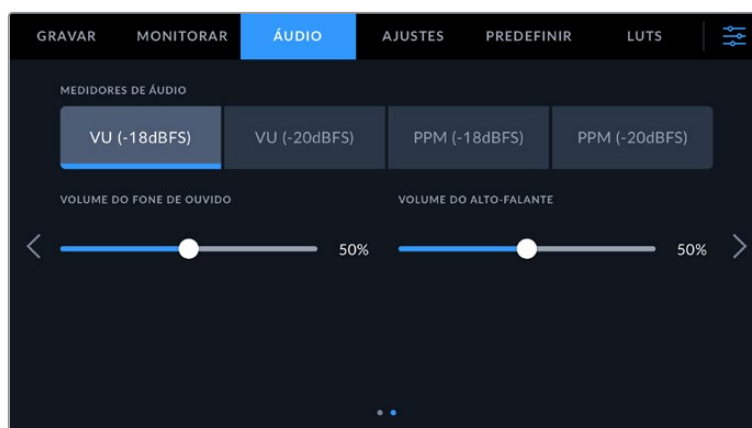 GRAVAR MONITORAR ÁUDIO AJUSTES PREDEFINIR LUTS
MEDIDORES DE ÁUDIO
VU (-18dBFS) VU (-20dBFS) PPM (-18dBFS) PPM (-20dBFS)
VOLUME DO FONE DE OUVIDO VOLUME DO ALTO-FALANTE
50% 50%